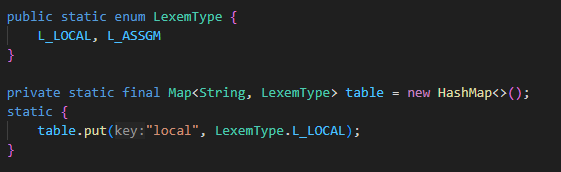 public static enum LexemType {
    L_LOCAL, L_ASSGM
}

private static final Map<String, LexemType> table = new HashMap<>();
static {
    table.put(key:"local", LexemType.L_LOCAL);
}